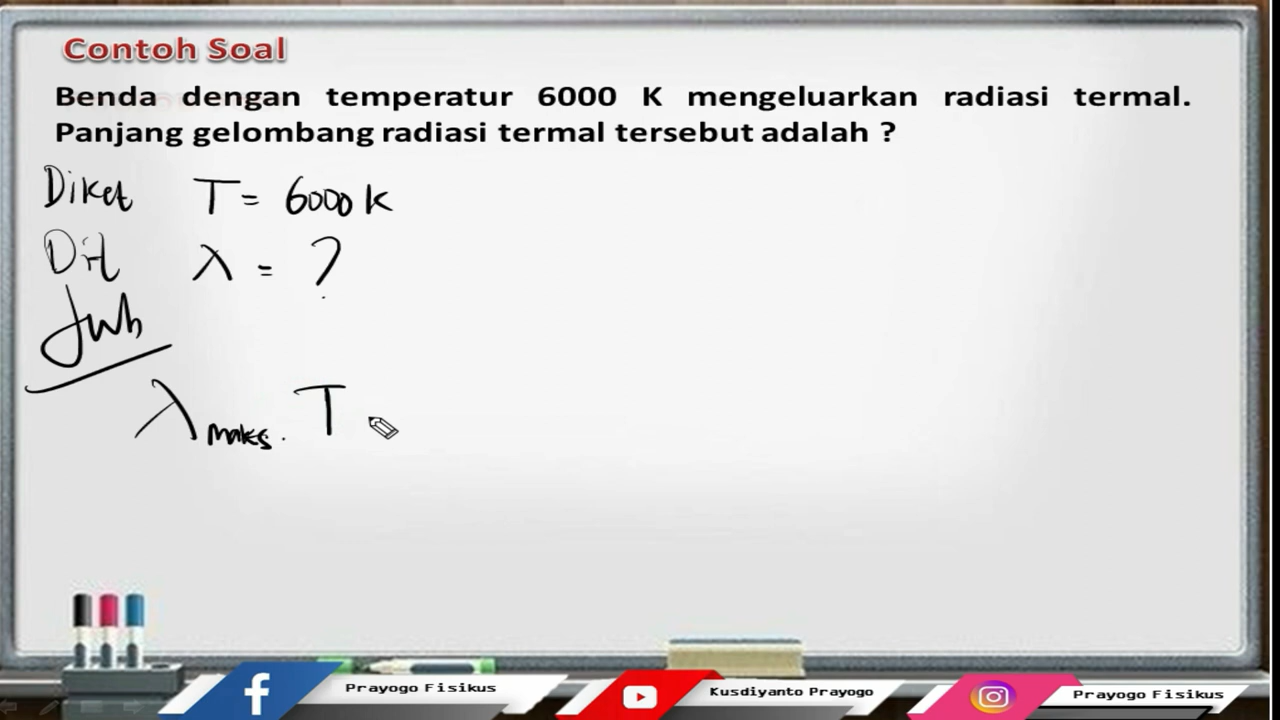 Contoh Soal
Benda dengan temperatur 6000 K mengeluarkan radiasi termal.
Panjang gelombang radiasi termal tersebut adalah ?
Diket T = 6000 K
Dit λ = ?
Jwb
λ maks. T
Prayogo Fisikus
Kusdiyanto Prayogo
Prayogo Fisikus